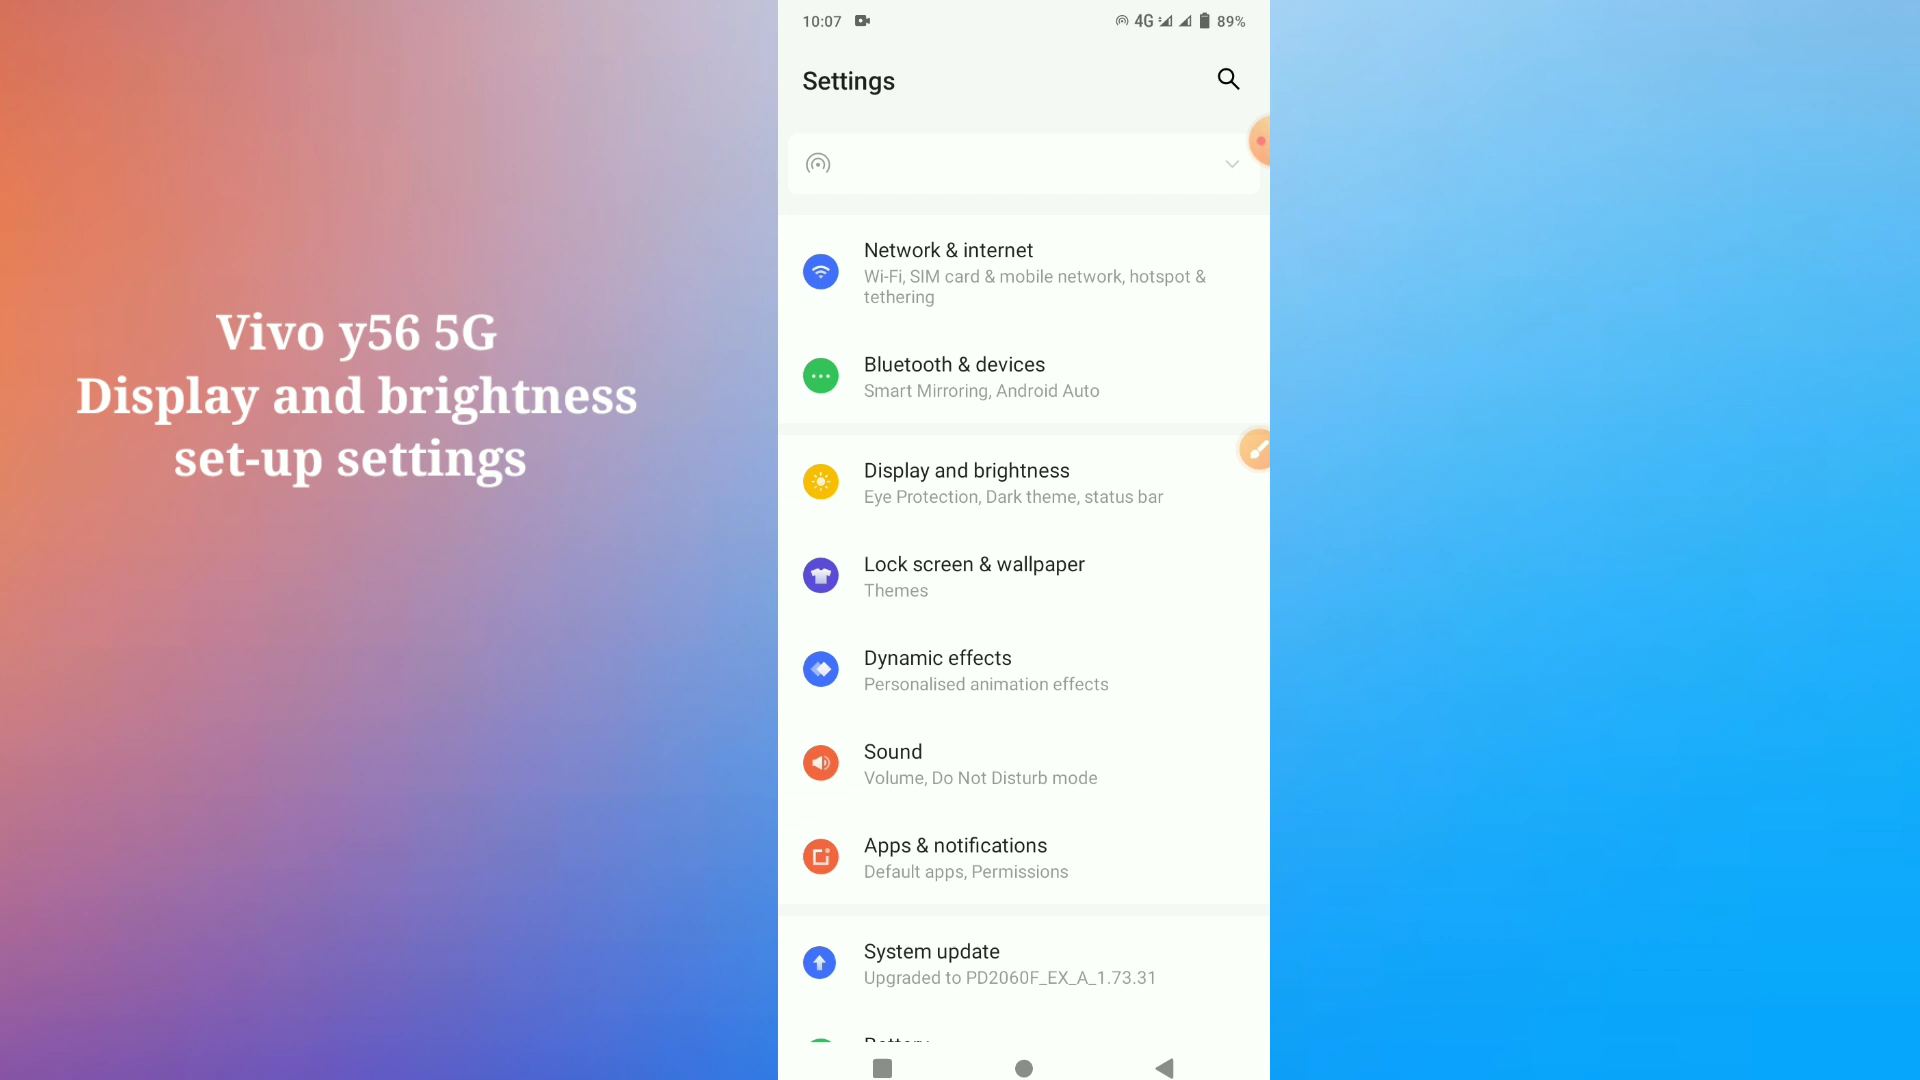 Vivo y56 5G
Display and brightness
set-up settings
10:07
4G 89%
Settings
Network & internet
Wi-Fi, SIM card & mobile network, hotspot &
tethering
Bluetooth & devices
Smart Mirroring, Android Auto
Display and brightness
Eye Protection, Dark theme, status bar
Lock screen & wallpaper
Themes
Dynamic effects
Personalised animation effects
Sound
Volume, Do Not Disturb mode
Apps & notifications
Default apps, Permissions
System update
Upgraded to PD2060F_EX_A_1.73.31